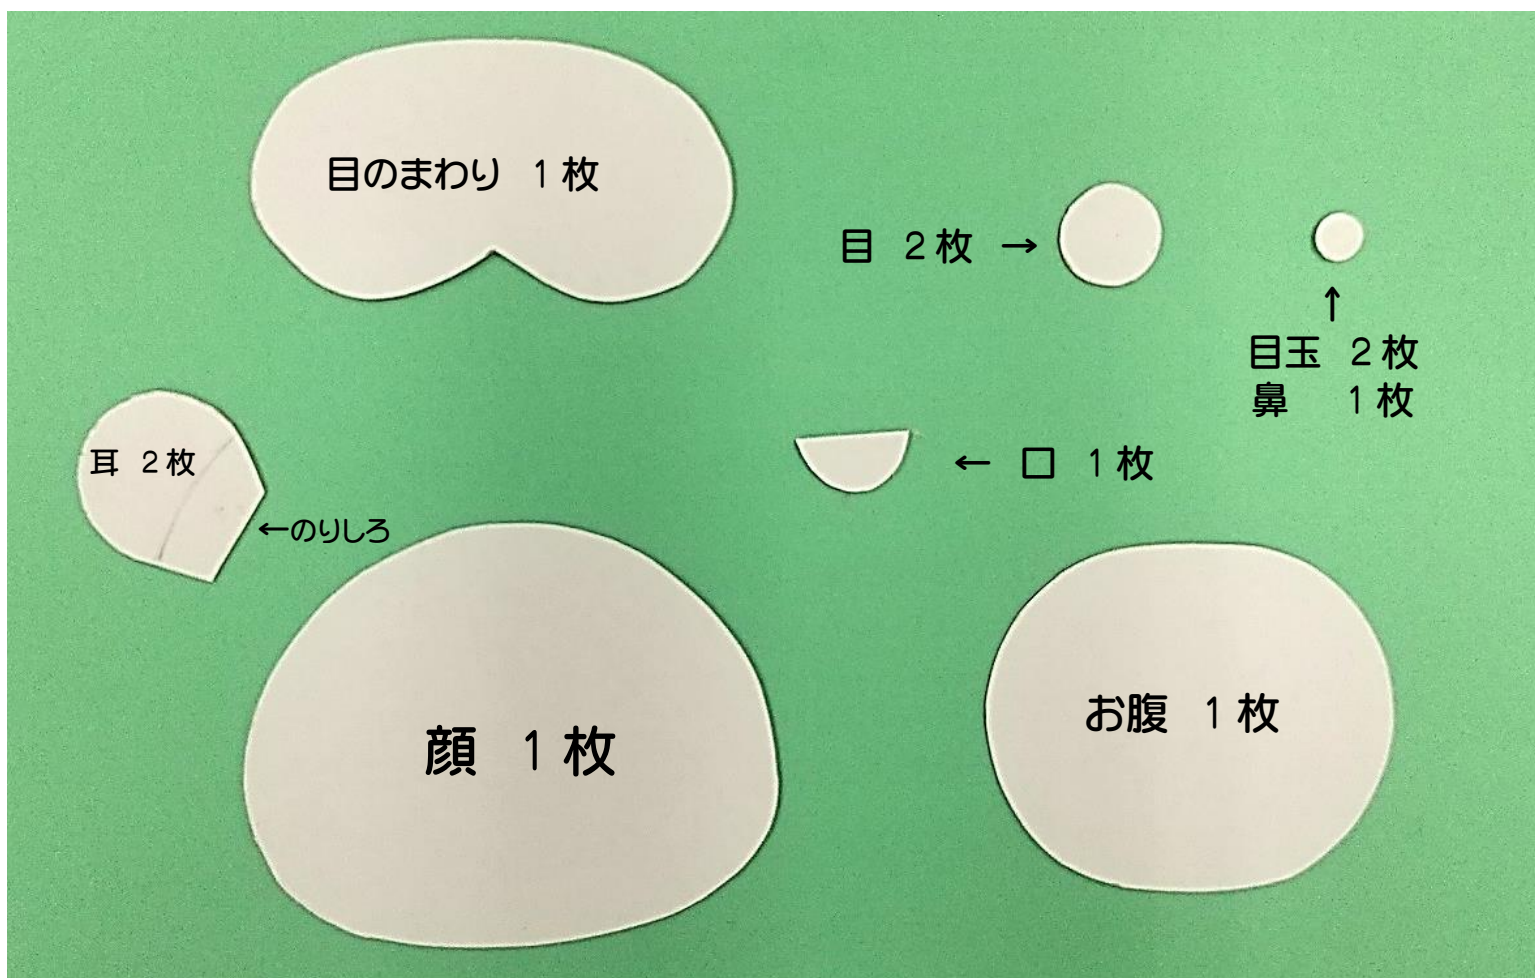 目のまわり 1枚
目 2枚 →
↑
目玉 2枚
鼻 1枚
耳 2枚
←のりしろ
← 口 1枚
顔 1枚
お腹 1枚